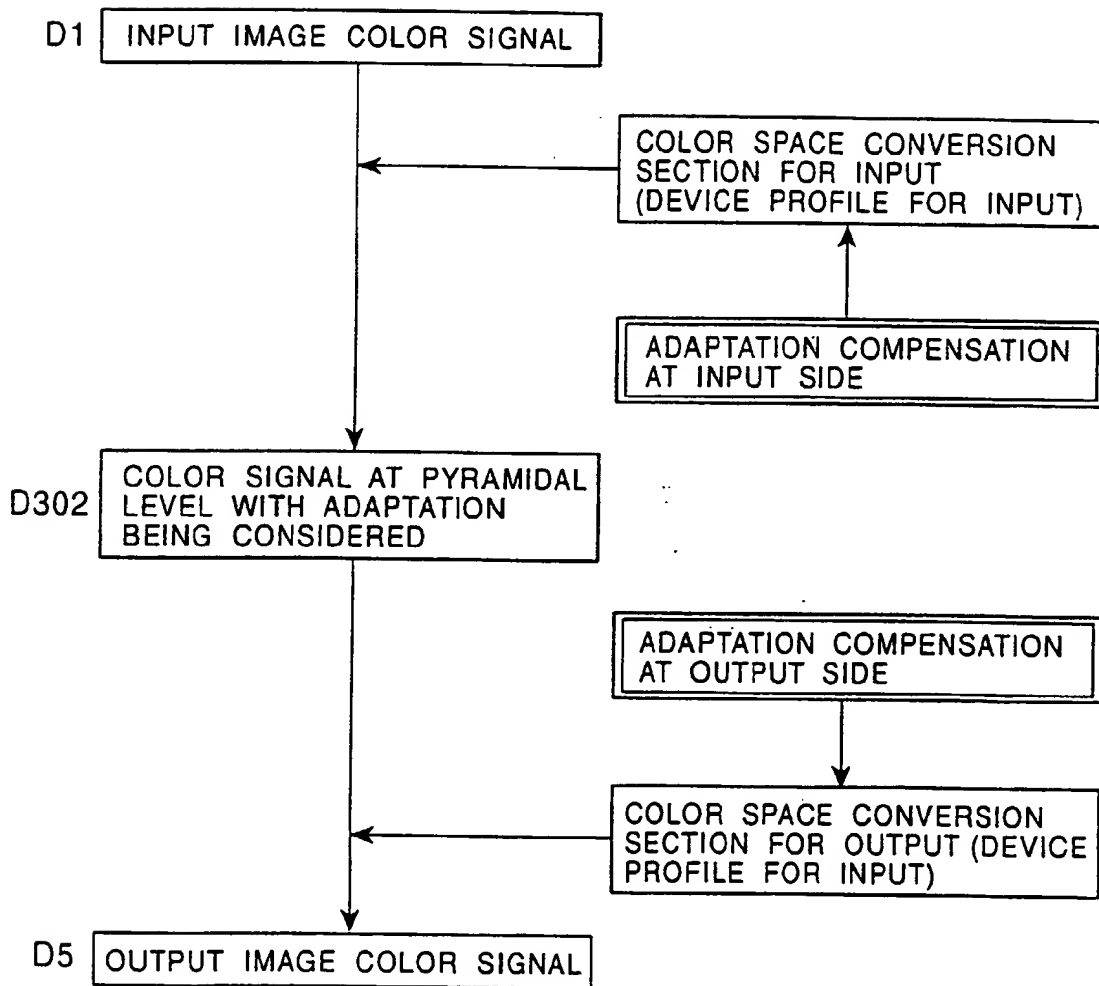 D1
INPUT IMAGE COLOR SIGNAL
COLOR SPACE CONVERSION
SECTION FOR INPUT
(DEVICE PROFILE FOR INPUT)
ADAPTATION COMPENSATION
AT INPUT SIDE
D302
COLOR SIGNAL AT PYRAMIDAL
LEVEL WITH ADAPTATION
BEING CONSIDERED
ADAPTATION COMPENSATION
AT OUTPUT SIDE
COLOR SPACE CONVERSION
SECTION FOR OUTPUT (DEVICE
PROFILE FOR INPUT)
D5
OUTPUT IMAGE COLOR SIGNAL